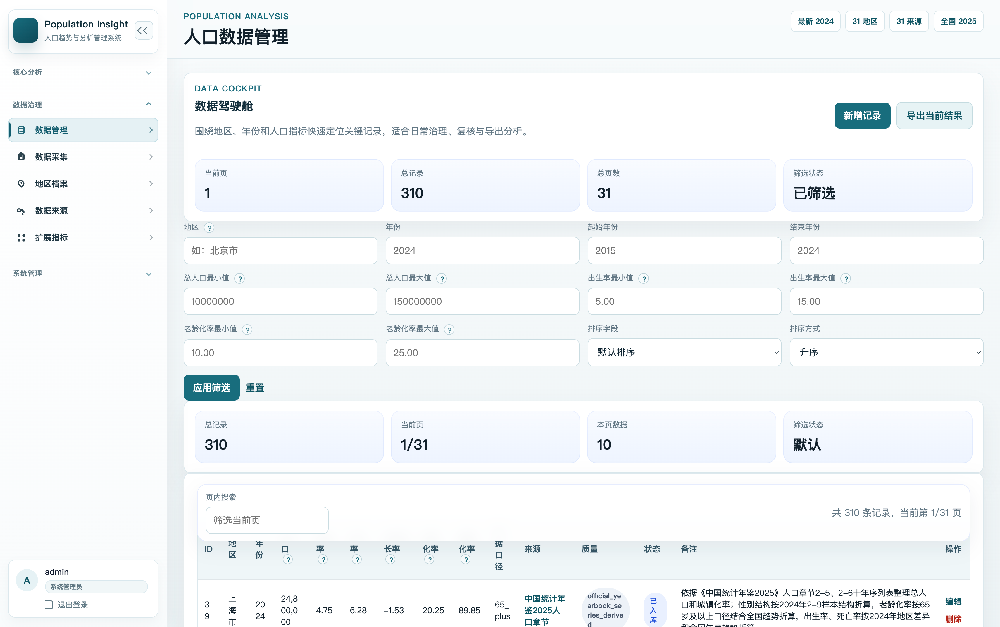 Population Insight
人口趋势与分析管理系统
核心分析
数据治理
数据管理
数据采集
地区档案
数据来源
扩展指标
系统管理
A
admin
系统管理员
退出登录
POPULATION ANALYSIS
人口数据管理
最新 2024
31 地区
31 来源
全国 2025
DATA COCKPIT
数据驾驶舱
围绕地区、年份和人口指标快速定位关键记录，适合日常治理、复核与导出分析。
新增记录
导出当前结果
当前页
1
总记录
310
总页数
31
筛选状态
已筛选
地区 ?
如：北京市
年份
2024
起始年份
2015
结束年份
2024
总人口最小值 ?
10000000
总人口最大值 ?
150000000
出生率最小值 ?
5.00
出生率最大值 ?
15.00
老龄化率最小值 ?
10.00
老龄化率最大值 ?
25.00
排序字段
默认排序
排序方式
升序
应用筛选
重置
总记录
310
当前页
1/31
本页数据
10
筛选状态
默认
页内搜索
筛选当前页
共 310 条记录，当前第 1/31 页
ID
地
区
年
份
口
?
率
?
率
?
长率
?
化率
?
化率
?
据
口
径
来源
质量
状态
备注
操作
3
9
上
海
市
20
24
24,8
00,0
00
4.75
6.28
-1.53
20.25
89.85
65_
plus
中国统计年
鉴2025人
口章节
official_ye
arbook_se
ries_derive
d
已
入
库
依据《中国统计年鉴2025》人口章节2-5、2-6十年序列表整理总人
口和城镇化率；性别结构按2024年2-9样本结构折算，老龄化率按65
岁及以上口径结合全国趋势折算，出生率、死亡率按2024年地区差异
和全国年度趋势折算
编辑
删除